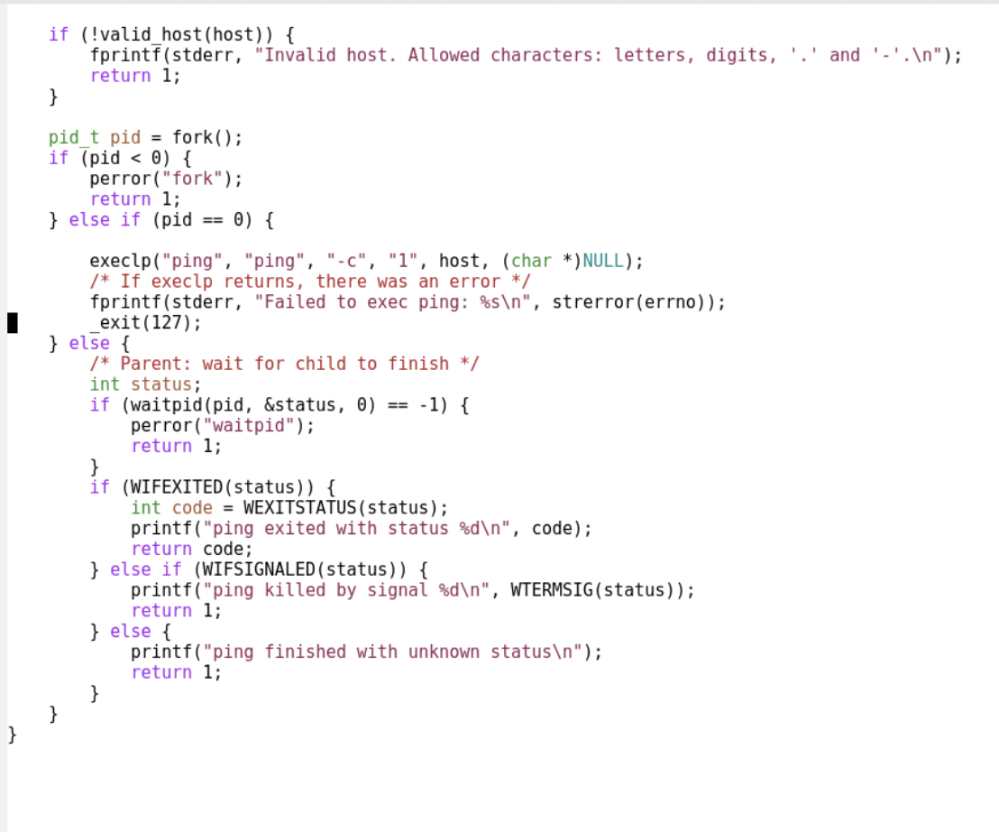 if (!valid_host(host)) {
        fprintf(stderr, "Invalid host. Allowed characters: letters, digits, '.' and '-'.\n");
        return 1;
    }

    pid_t pid = fork();
    if (pid < 0) {
        perror("fork");
        return 1;
    } else if (pid == 0) {

        execlp("ping", "ping", "-c", "1", host, (char *)NULL);
        /* If execlp returns, there was an error */
        fprintf(stderr, "Failed to exec ping: %s\n", strerror(errno));
        _exit(127);
    } else {
        /* Parent: wait for child to finish */
        int status;
        if (waitpid(pid, &status, 0) == -1) {
            perror("waitpid");
            return 1;
        }
        if (WIFEXITED(status)) {
            int code = WEXITSTATUS(status);
            printf("ping exited with status %d\n", code);
            return code;
        } else if (WIFSIGNALED(status)) {
            printf("ping killed by signal %d\n", WTERMSIG(status));
            return 1;
        } else {
            printf("ping finished with unknown status\n");
            return 1;
        }
    }
}